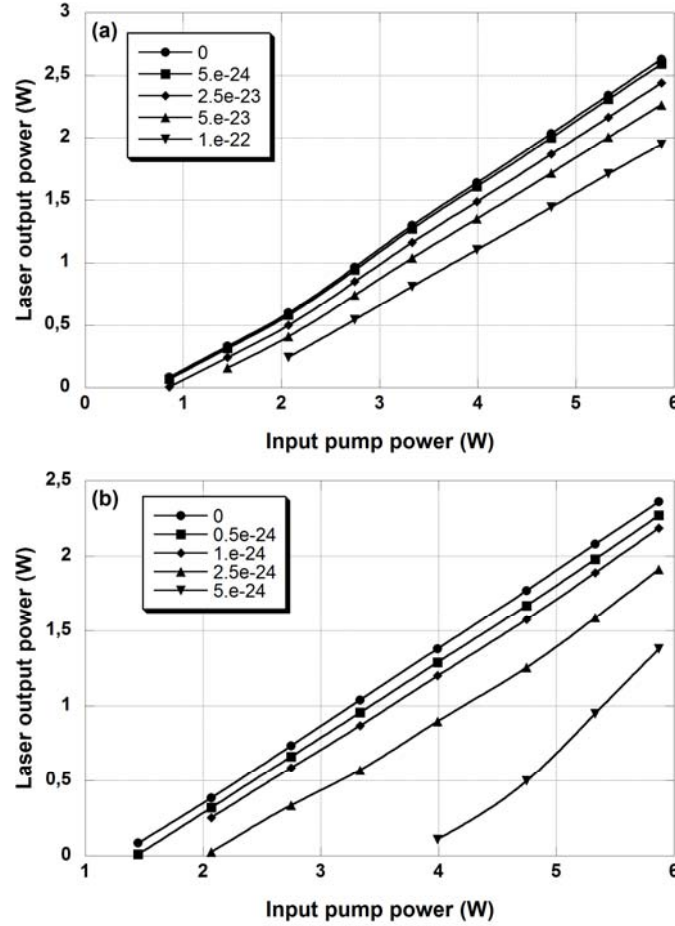 (a)
0
5.e-24
2.5e-23
5.e-23
1.e-22
3
2,5
2
1,5
1
0,5
0
Laser output power (W)
0 1 2 3 4 5 6
Input pump power (W)
(b)
0
0.5e-24
1.e-24
2.5e-24
5.e-24
2,5
2
1,5
1
0,5
0
Laser output power (W)
1 2 3 4 5 6
Input pump power (W)